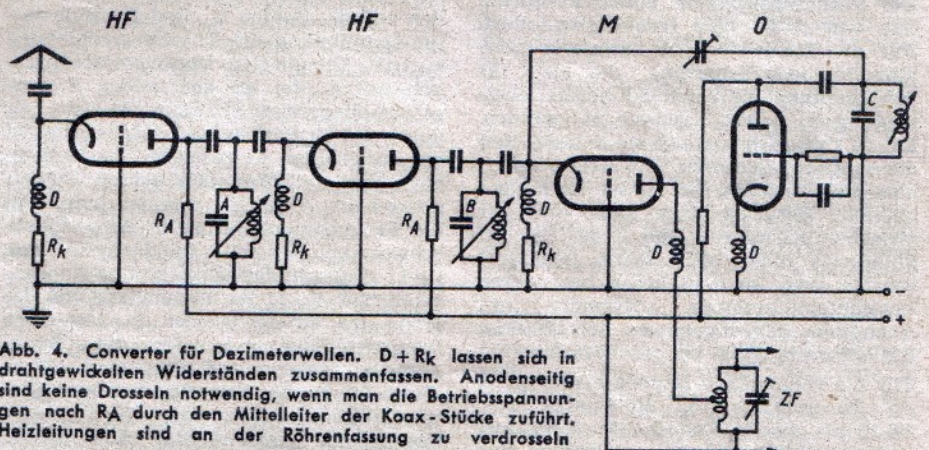 HF HF M O
C
A D
B D
D RA RA D
Rk Rk Rk D D
-
+
ZF
Abb. 4. Converter für Dezimeterwellen. D + Rk lassen sich in
drahtgewickelten Widerständen zusammenfassen. Anodenseitig
sind keine Drosseln notwendig, wenn man die Betriebsspannun-
gen nach RA durch den Mittelleiter der Koax-Stücke zuführt.
Heizleitungen sind an der Röhrenfassung zu verdrosseln